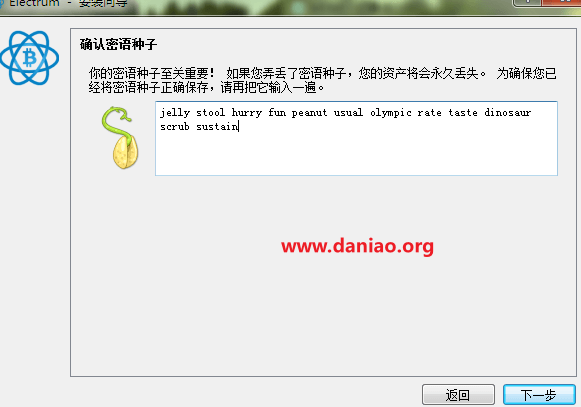 Electrum - 安装向导
确认密语种子
你的密语种子至关重要！ 如果您弄丢了密语种子，您的资产将会永久丢失。 为确保您已
经将密语种子正确保存，请再把它输入一遍。
jelly stool hurry fun peanut usual olympic rate taste dinosaur
scrub sustain
www.daniao.org
返回
下一步